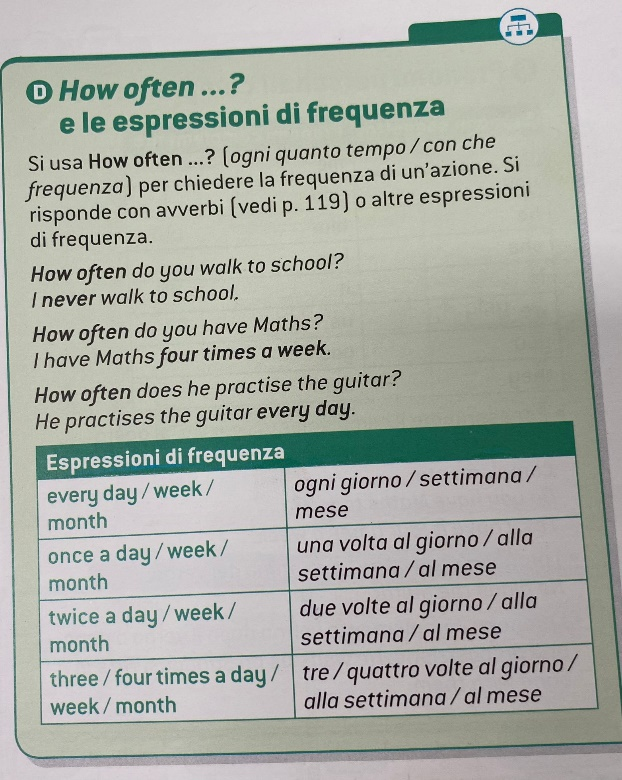 D How often ...?
e le espressioni di frequenza
Si usa How often ...? (ogni quanto tempo / con che
frequenza) per chiedere la frequenza di un'azione. Si
risponde con avverbi (vedi p. 119) o altre espressioni
di frequenza.
How often do you walk to school?
I never walk to school.
How often do you have Maths?
I have Maths four times a week.
How often does he practise the guitar?
He practises the guitar every day.
Espressioni di frequenza
every day / week /
month
ogni giorno / settimana /
mese
once a day / week /
month
una volta al giorno / alla
settimana / al mese
twice a day / week /
month
due volte al giorno / alla
settimana / al mese
three / four times a day /
week / month
tre / quattro volte al giorno /
alla settimana / al mese